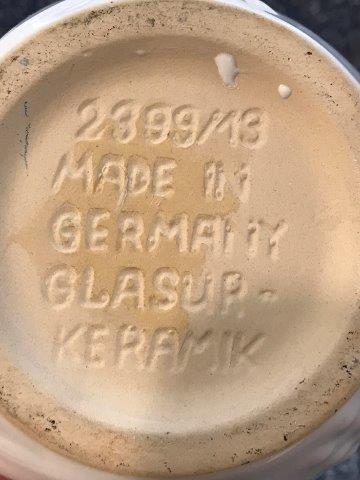 2399/13
MADE IN
GERMANY
GLASUR-
KERAMIK